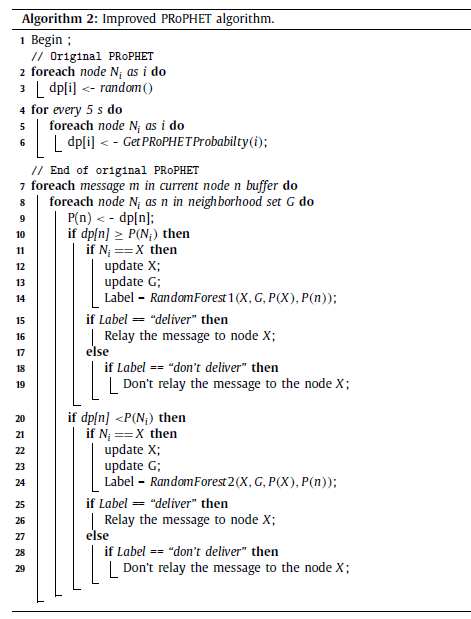 Algorithm 2: Improved PRoPHET algorithm.
1 Begin ;
// Original PRoPHET
2 foreach node Ni as i do
3 dp[i] <- random()
4 for every 5 s do
5 foreach node Ni as i do
6 dp[i] < - GetPRoPHETProbabilty(i);
// End of original PRoPHET
7 foreach message m in current node n buffer do
8 foreach node Ni as n in neighborhood set G do
9 P(n) < - dp[n];
10 if dp[n] ≥ P(Ni) then
11 if Ni ==X then
12 update X;
13 update G;
14 Label = RandomForest1(X, G, P(X), P(n));
15 if Label == "deliver" then
16 Relay the message to node X;
17 else
18 if Label == "don't deliver" then
19 Don't relay the message to the node X;
20 if dp[n] <P(Ni) then
21 if Ni ==X then
22 update X;
23 update G;
24 Label = RandomForest2(X, G, P(X), P(n));
25 if Label == "deliver" then
26 Relay the message to node X;
27 else
28 if Label == "don't deliver" then
29 Don't relay the message to the node X;